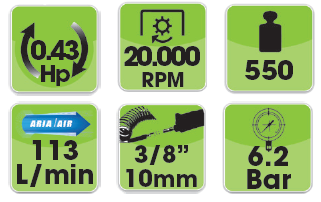 0.43
Hp
20.000
RPM
550
ARIA/AIR
113
L/min
3/8”
10mm
6.2
Bar